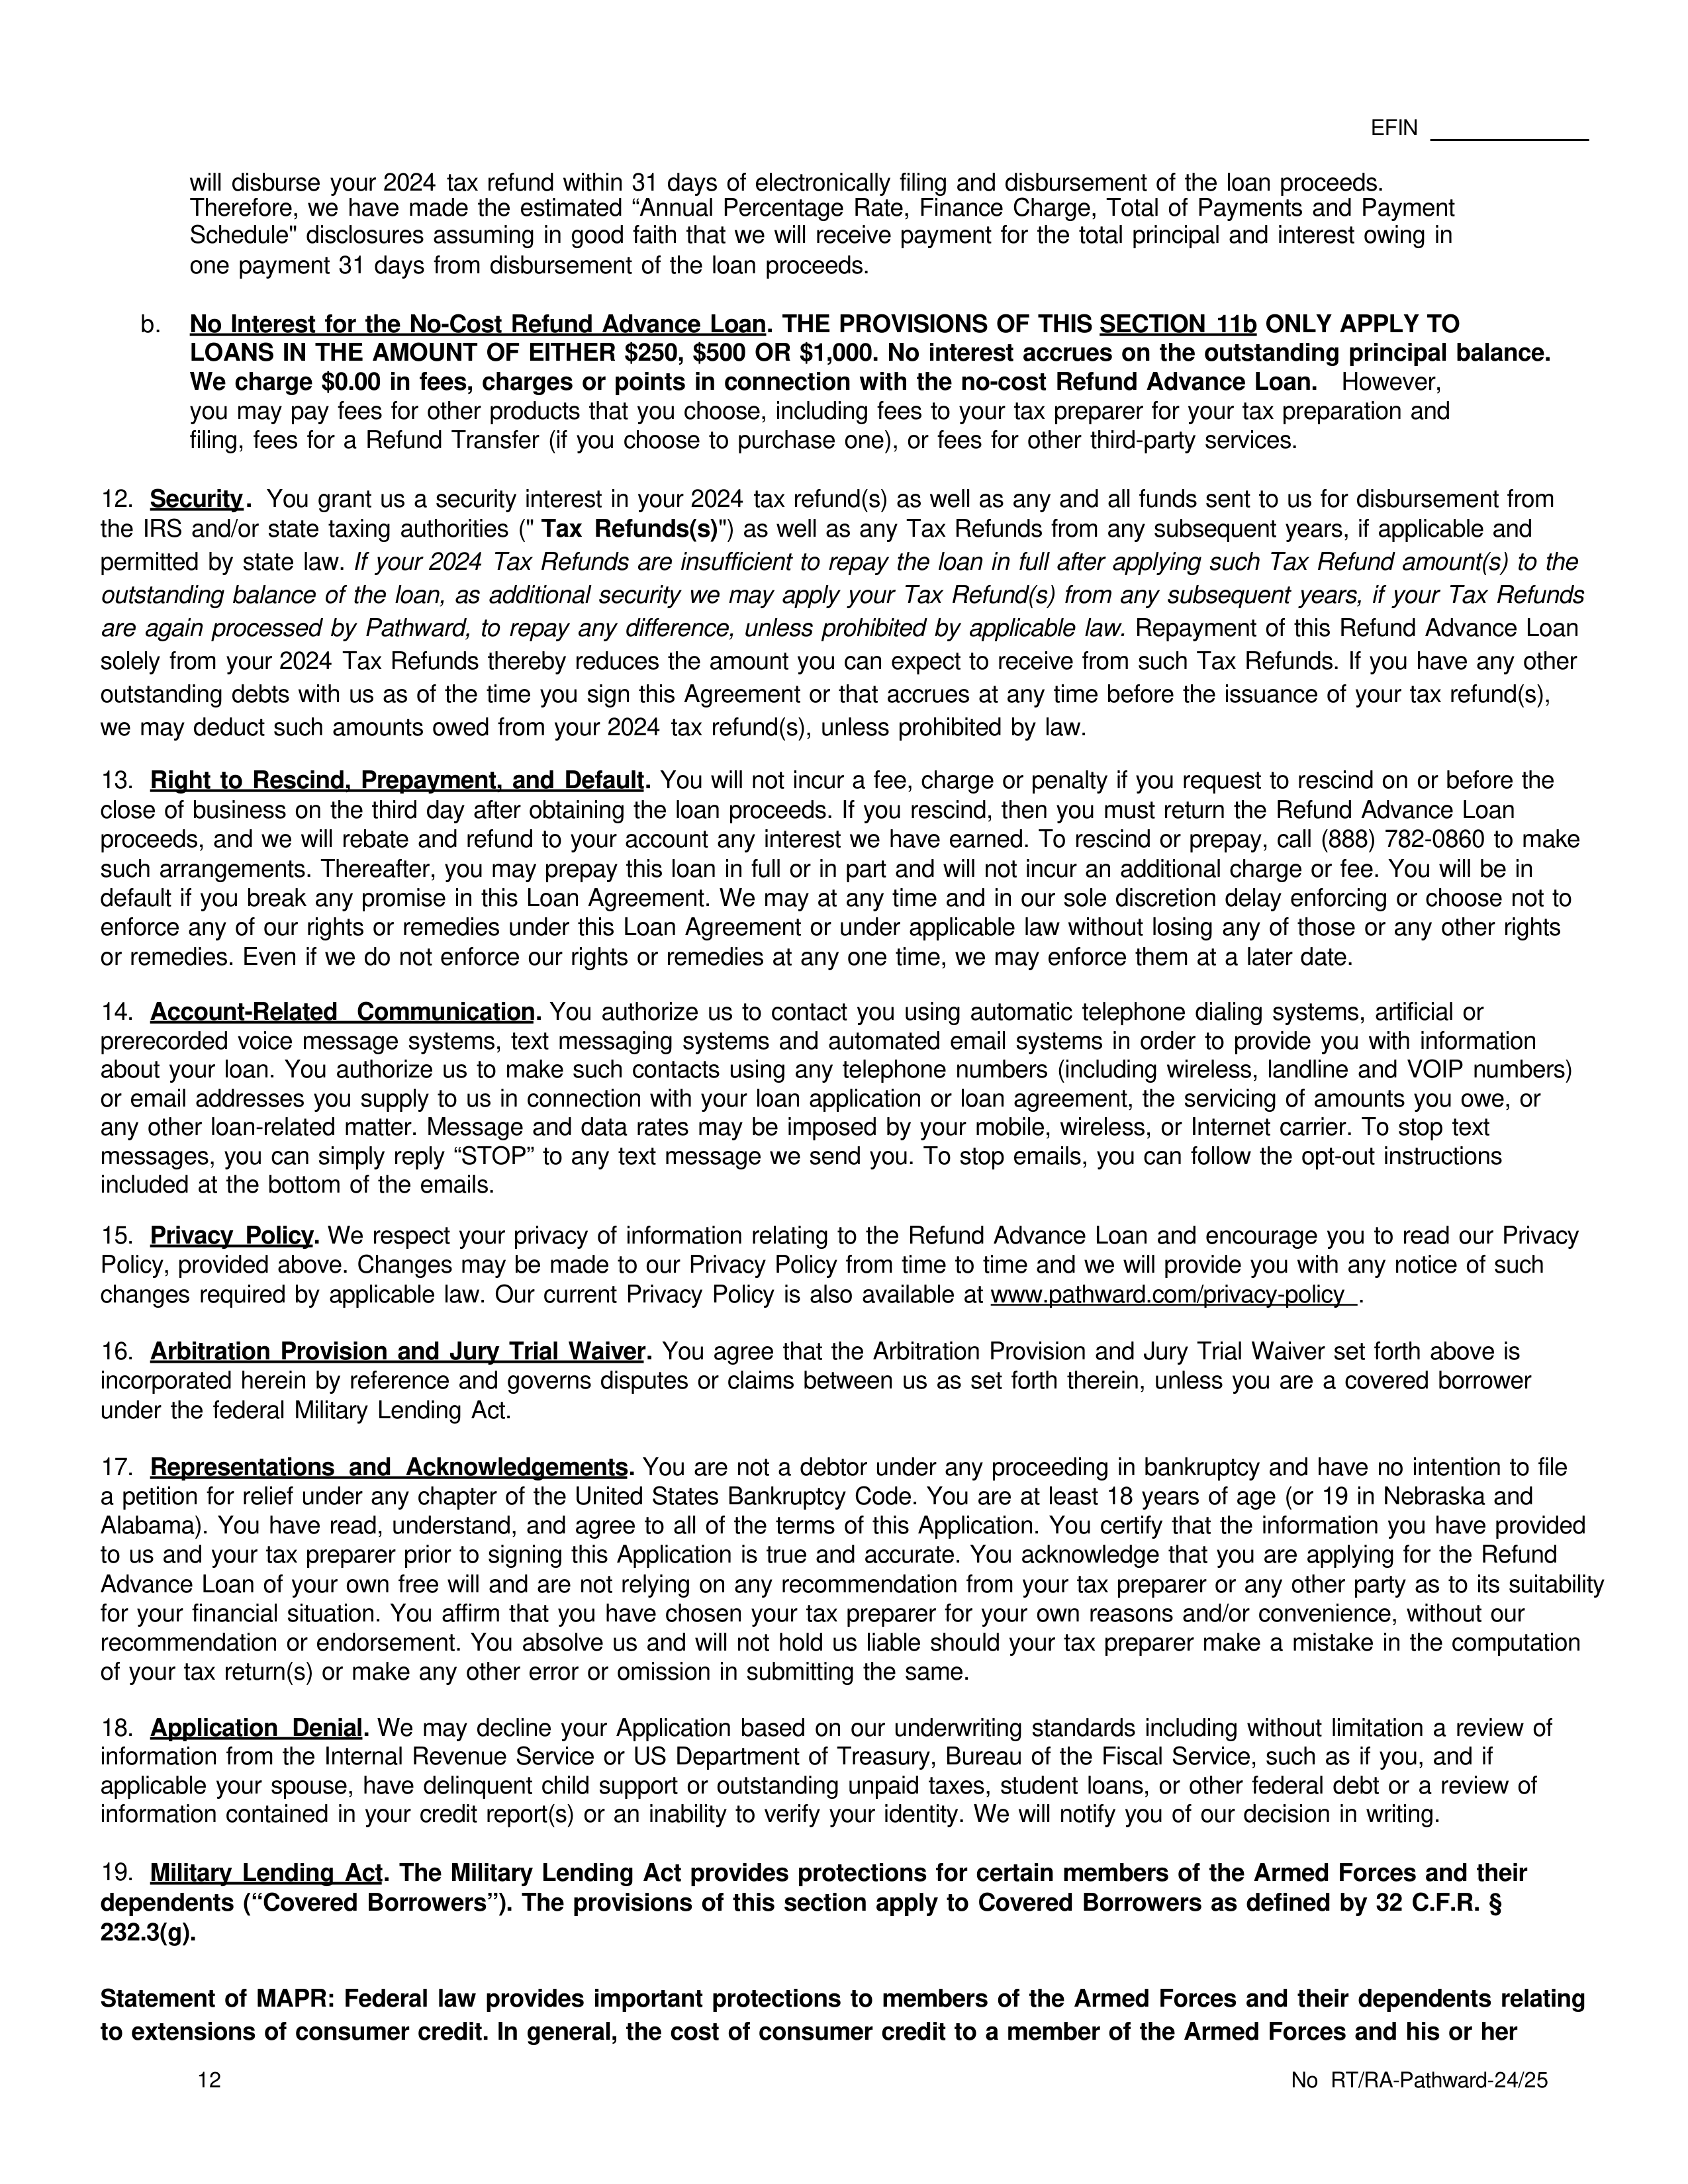 EFIN ____________
will disburse your 2024 tax refund within 31 days of electronically filing and disbursement of the loan proceeds.
Therefore, we have made the estimated “Annual Percentage Rate, Finance Charge, Total of Payments and Payment
Schedule" disclosures assuming in good faith that we will receive payment for the total principal and interest owing in
one payment 31 days from disbursement of the loan proceeds.
b. No Interest for the No-Cost Refund Advance Loan. THE PROVISIONS OF THIS SECTION 11b ONLY APPLY TO
LOANS IN THE AMOUNT OF EITHER $250, $500 OR $1,000. No interest accrues on the outstanding principal balance.
We charge $0.00 in fees, charges or points in connection with the no-cost Refund Advance Loan. However,
you may pay fees for other products that you choose, including fees to your tax preparer for your tax preparation and
filing, fees for a Refund Transfer (if you choose to purchase one), or fees for other third-party services.
12. Security. You grant us a security interest in your 2024 tax refund(s) as well as any and all funds sent to us for disbursement from
the IRS and/or state taxing authorities (" Tax Refunds(s)") as well as any Tax Refunds from any subsequent years, if applicable and
permitted by state law. If your 2024 Tax Refunds are insufficient to repay the loan in full after applying such Tax Refund amount(s) to the
outstanding balance of the loan, as additional security we may apply your Tax Refund(s) from any subsequent years, if your Tax Refunds
are again processed by Pathward, to repay any difference, unless prohibited by applicable law. Repayment of this Refund Advance Loan
solely from your 2024 Tax Refunds thereby reduces the amount you can expect to receive from such Tax Refunds. If you have any other
outstanding debts with us as of the time you sign this Agreement or that accrues at any time before the issuance of your tax refund(s),
we may deduct such amounts owed from your 2024 tax refund(s), unless prohibited by law.
13. Right to Rescind, Prepayment, and Default. You will not incur a fee, charge or penalty if you request to rescind on or before the
close of business on the third day after obtaining the loan proceeds. If you rescind, then you must return the Refund Advance Loan
proceeds, and we will rebate and refund to your account any interest we have earned. To rescind or prepay, call (888) 782-0860 to make
such arrangements. Thereafter, you may prepay this loan in full or in part and will not incur an additional charge or fee. You will be in
default if you break any promise in this Loan Agreement. We may at any time and in our sole discretion delay enforcing or choose not to
enforce any of our rights or remedies under this Loan Agreement or under applicable law without losing any of those or any other rights
or remedies. Even if we do not enforce our rights or remedies at any one time, we may enforce them at a later date.
14. Account-Related Communication. You authorize us to contact you using automatic telephone dialing systems, artificial or
prerecorded voice message systems, text messaging systems and automated email systems in order to provide you with information
about your loan. You authorize us to make such contacts using any telephone numbers (including wireless, landline and VOIP numbers)
or email addresses you supply to us in connection with your loan application or loan agreement, the servicing of amounts you owe, or
any other loan-related matter. Message and data rates may be imposed by your mobile, wireless, or Internet carrier. To stop text
messages, you can simply reply “STOP” to any text message we send you. To stop emails, you can follow the opt-out instructions
included at the bottom of the emails.
15. Privacy Policy. We respect your privacy of information relating to the Refund Advance Loan and encourage you to read our Privacy
Policy, provided above. Changes may be made to our Privacy Policy from time to time and we will provide you with any notice of such
changes required by applicable law. Our current Privacy Policy is also available at www.pathward.com/privacy-policy .
16. Arbitration Provision and Jury Trial Waiver. You agree that the Arbitration Provision and Jury Trial Waiver set forth above is
incorporated herein by reference and governs disputes or claims between us as set forth therein, unless you are a covered borrower
under the federal Military Lending Act.
17. Representations and Acknowledgements. You are not a debtor under any proceeding in bankruptcy and have no intention to file
a petition for relief under any chapter of the United States Bankruptcy Code. You are at least 18 years of age (or 19 in Nebraska and
Alabama). You have read, understand, and agree to all of the terms of this Application. You certify that the information you have provided
to us and your tax preparer prior to signing this Application is true and accurate. You acknowledge that you are applying for the Refund
Advance Loan of your own free will and are not relying on any recommendation from your tax preparer or any other party as to its suitability
for your financial situation. You affirm that you have chosen your tax preparer for your own reasons and/or convenience, without our
recommendation or endorsement. You absolve us and will not hold us liable should your tax preparer make a mistake in the computation
of your tax return(s) or make any other error or omission in submitting the same.
18. Application Denial. We may decline your Application based on our underwriting standards including without limitation a review of
information from the Internal Revenue Service or US Department of Treasury, Bureau of the Fiscal Service, such as if you, and if
applicable your spouse, have delinquent child support or outstanding unpaid taxes, student loans, or other federal debt or a review of
information contained in your credit report(s) or an inability to verify your identity. We will notify you of our decision in writing.
19. Military Lending Act. The Military Lending Act provides protections for certain members of the Armed Forces and their
dependents (“Covered Borrowers”). The provisions of this section apply to Covered Borrowers as defined by 32 C.F.R. §
232.3(g).
Statement of MAPR: Federal law provides important protections to members of the Armed Forces and their dependents relating
to extensions of consumer credit. In general, the cost of consumer credit to a member of the Armed Forces and his or her
12 No RT/RA-Pathward-24/25